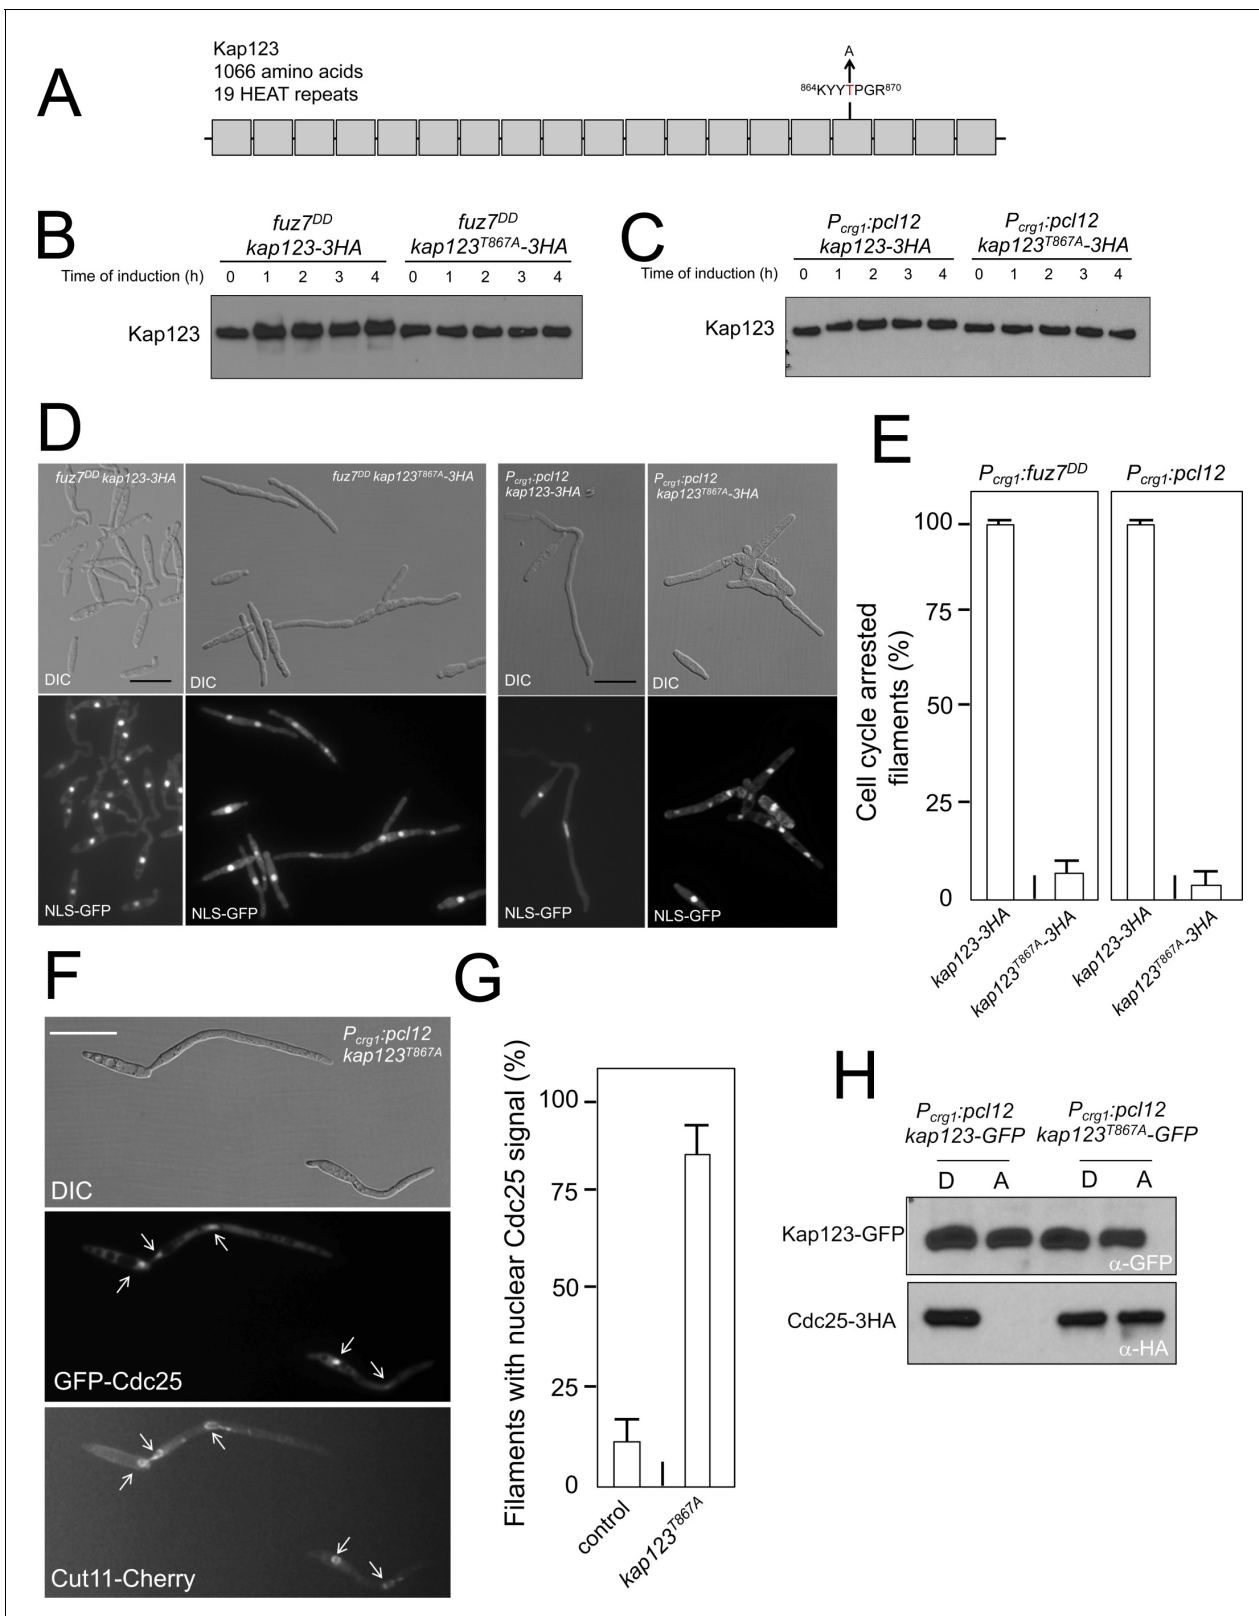 A
Kap123
1066 amino acids
19 HEAT repeats
A
864KYYTPGR870
B
fuz7DD
kap123-3HA
fuz7DD
kap123T867A-3HA
Time of induction (h)
0 1 2 3 4 0 1 2 3 4
Kap123
C
Pcrg1:pcl12
kap123-3HA
Pcrg1:pcl12
kap123T867A-3HA
Time of induction (h)
0 1 2 3 4 0 1 2 3 4
Kap123
D
fuz7DD kap123-3HA
fuz7DD kap123T867A-3HA
Pcrg1:pcl12
kap123-3HA
Pcrg1:pcl12
kap123T867A-3HA
DIC
DIC
DIC
DIC
NLS-GFP
NLS-GFP
NLS-GFP
NLS-GFP
E
Pcrg1:fuz7DD
Pcrg1:pcl12
Cell cycle arrested
filaments (%)
100
75
50
25
0
kap123-3HA
kap123T867A-3HA
kap123-3HA
kap123T867A-3HA
F
Pcrg1:pcl12
kap123T867A
DIC
GFP-Cdc25
Cut11-Cherry
G
Filaments with nuclear Cdc25 signal (%)
100
75
50
25
0
control
kap123T867A
H
Pcrg1:pcl12
kap123-GFP
Pcrg1:pcl12
kap123T867A-GFP
D A D A
Kap123-GFP
α-GFP
Cdc25-3HA
α-HA